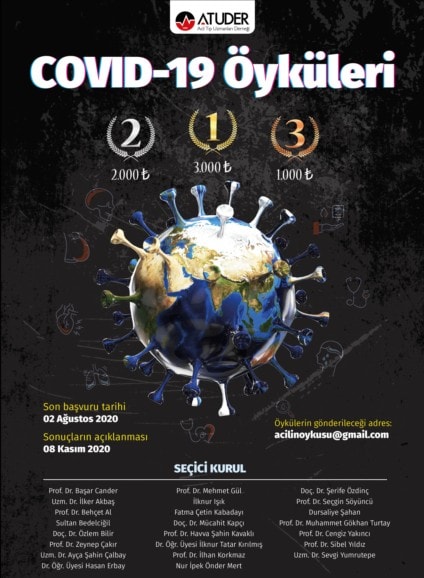 ATUDER
Acil Tıp Uzmanları Derneği
COVID-19 Öyküleri
2 1 3
2.000 ₺ 3.000 ₺ 1.000 ₺
Son başvuru tarihi
02 Ağustos 2020
Sonuçların açıklanması
08 Kasım 2020
Öykülerin gönderileceği adres:
acilinoykusu@gmail.com
SEÇİCİ KURUL
Prof. Dr. Başar Cander
Uzm. Dr. İlker Akbaş
Prof. Dr. Behçet Al
Sultan Bedelciğil
Doç. Dr. Özlem Bilir
Prof. Dr. Zeynep Çakır
Uzm. Dr. Ayça Şahin Çalbay
Dr. Öğr. Üyesi Hasan Erbay
Prof. Dr. Mehmet Gül
İlknur Işık
Fatma Çetin Kabadayı
Doç. Dr. Mücahit Kapçı
Prof. Dr. Havva Şahin Kavaklı
Dr. Öğr. Üyesi İlknur Tatar Kırılmış
Prof. Dr. İlhan Korkmaz
Nur İpek Önder Mert
Doç. Dr. Şerife Özdinç
Prof. Dr. Seçgin Söyüncü
Dursaliye Şahan
Prof. Dr. Muhammet Gökhan Turtay
Prof. Dr. Cengiz Yakıncı
Prof. Dr. Sibel Yıldız
Uzm. Dr. Sevgi Yumrutepe